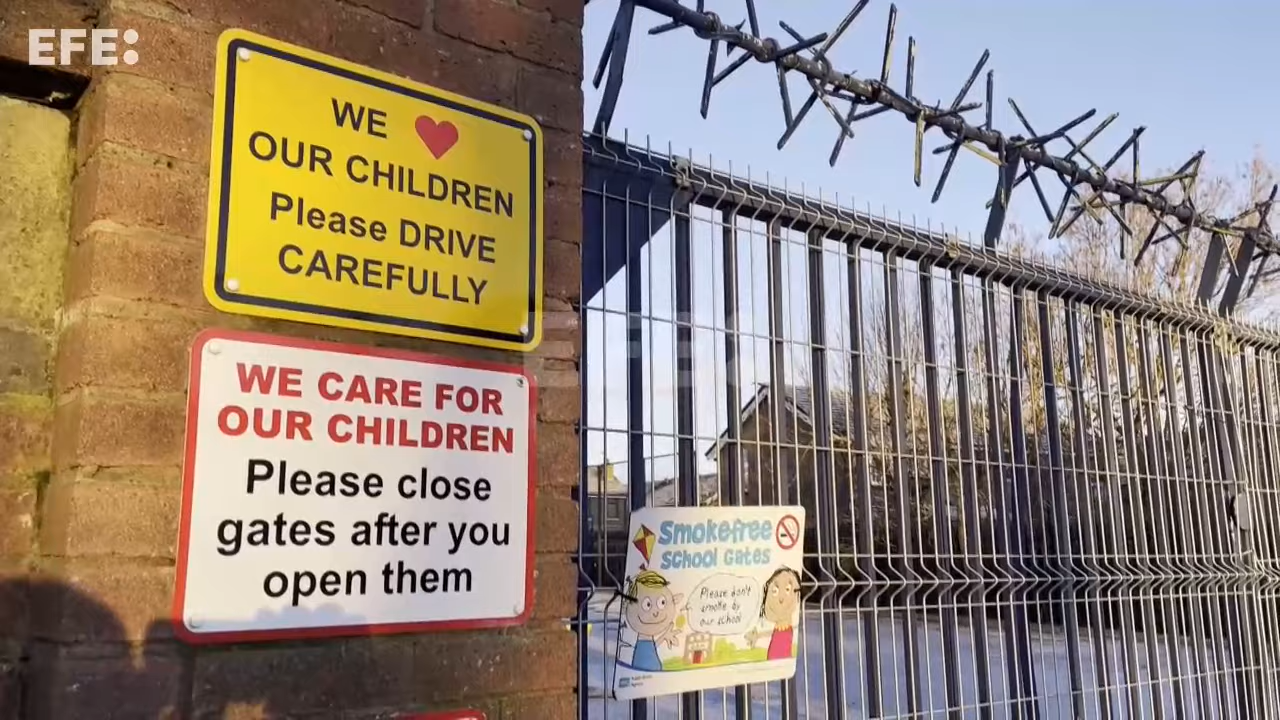 EFE:
WE
OUR CHILDREN
Please DRIVE
CAREFULLY
WE CARE FOR
OUR CHILDREN
Please close
gates after you
open them
EFE:
Smokefree
School Gates
Please don't
smoke by
our school